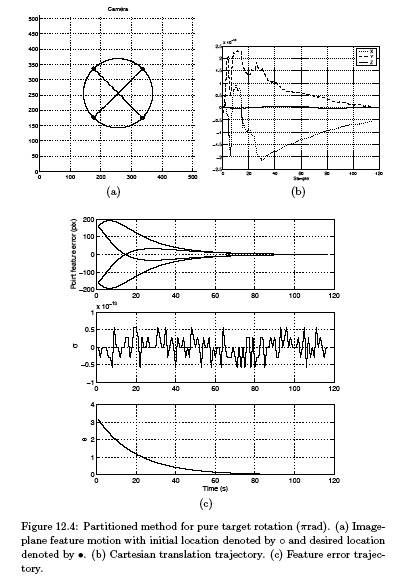 Camera
500
450
400
350
300
250
200
150
100
50
0
0 100 200 300 400 500
(a)
X
Y
Z
0 20 40 60 80 100 120
Sample
(b)
Point feature error (pix)
200
100
0
-100
-200
0 20 40 60 80 100 120
x 10
1
0.5
0
-0.5
-1
σ
0 20 40 60 80 100 120
4
3
2
1
0
θ
0 20 40 60 80 100 120
Time (s)
(c)
Figure 12.4: Partitioned method for pure target rotation (πrad). (a) Image-
plane feature motion with initial location denoted by ○ and desired location
denoted by ●. (b) Cartesian translation trajectory. (c) Feature error trajec-
tory.